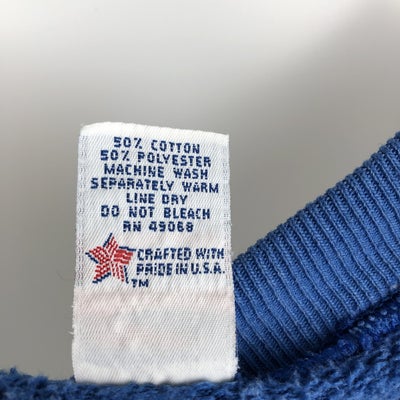 50% COTTON
50% POLYESTER
MACHINE WASH
SEPARATELY WARM
LINE DRY
DO NOT BLEACH
RN 49068
CRAFTED WITH
PRIDE IN U.S.A.
TM